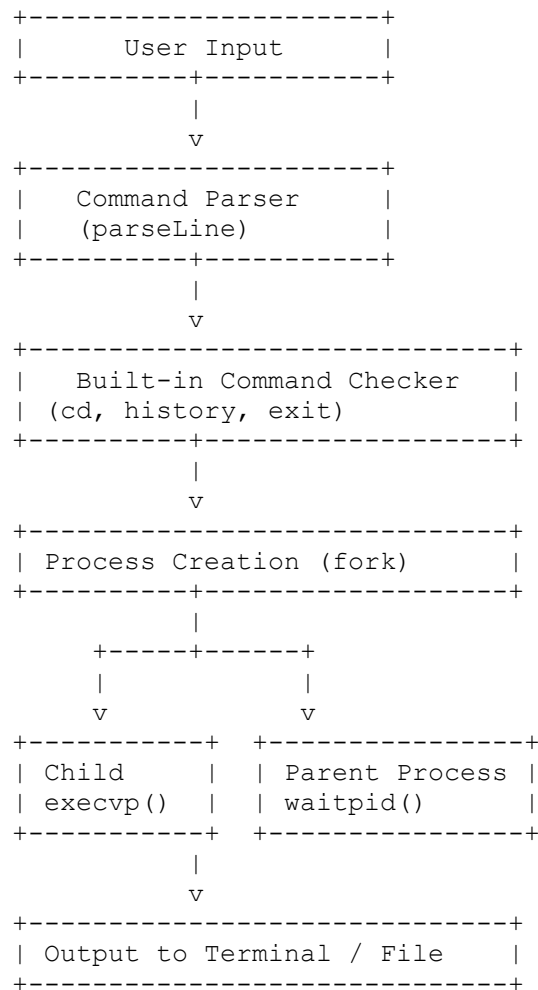 User Input
Command Parser
(parseLine)
Built-in Command Checker
(cd, history, exit)
Process Creation (fork)
Child
execvp()
Parent Process
waitpid()
Output to Terminal / File